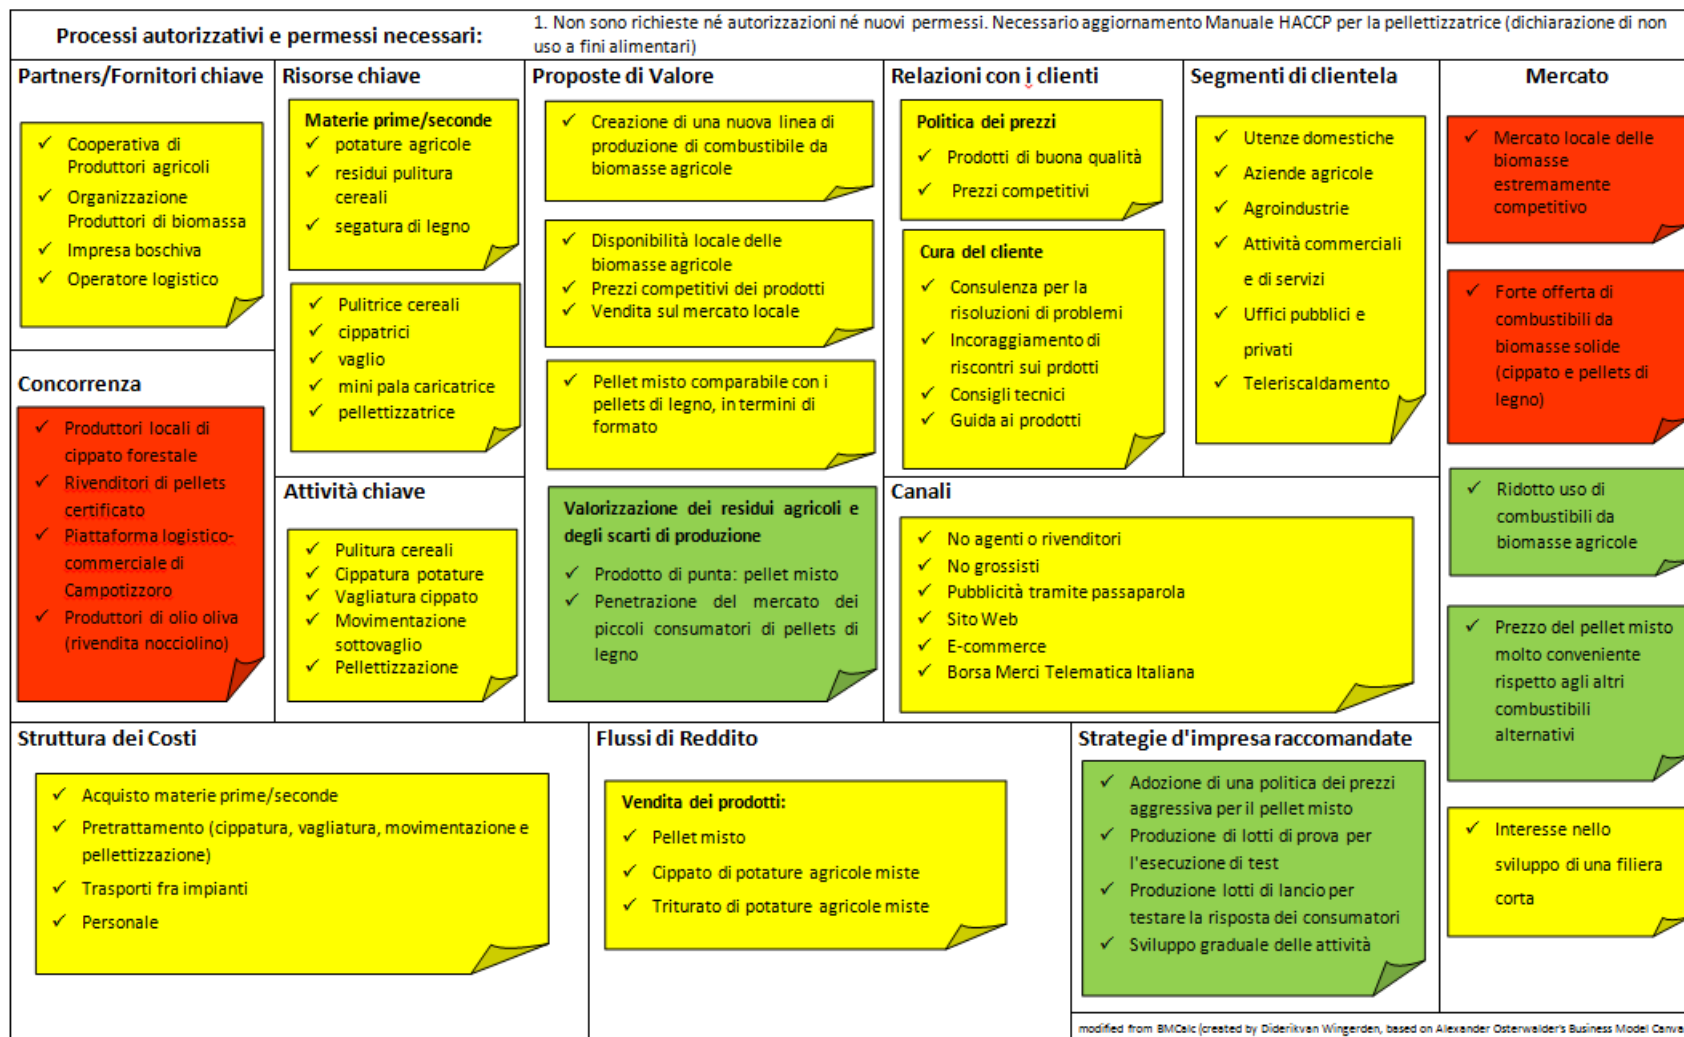 Processi autorizzativi e permessi necessari:
1. Non sono richieste né autorizzazioni né nuovi permessi. Necessario aggiornamento Manuale HACCP per la pellettizzatrice (dichiarazione di non
uso a fini alimentari)
Partners/Fornitori chiave
✓ Cooperativa di
Produttori agricoli
✓ Organizzazione
Produttori di biomassa
✓ Impresa boschiva
✓ Operatore logistico
Concorrenza
✓ Produttori locali di
cippato forestale
✓ Rivenditori di pellets
certificato
✓ Piattaforma logistico-
commerciale di
Campotizzoro
✓ Produttori di olio oliva
(rivendita nocciolino)
Risorse chiave
Materie prime/seconde
✓ potature agricole
✓ residui pulitura
cereali
✓ segatura di legno
✓ Pulitrice cereali
✓ cippatrici
✓ vaglio
✓ mini pala caricatrice
✓ pellettizzatrice
Attività chiave
✓ Pulitura cereali
✓ Cippatura potature
✓ Vagliatura cippato
✓ Movimentazione
sottovaglio
✓ Pellettizzazione
Proposte di Valore
✓ Creazione di una nuova linea di
produzione di combustibile da
biomasse agricole
✓ Disponibilità locale delle
biomasse agricole
✓ Prezzi competitivi dei prodotti
✓ Vendita sul mercato locale
✓ Pellet misto comparabile con i
pellets di legno, in termini di
formato
Valorizzazione dei residui agricoli e
degli scarti di produzione
✓ Prodotto di punta: pellet misto
✓ Penetrazione del mercato dei
piccoli consumatori di pellets di
legno
Relazioni con i clienti
Politica dei prezzi
✓ Prodotti di buona qualità
✓ Prezzi competitivi
Cura del cliente
✓ Consulenza per la
risoluzioni di problemi
✓ Incoraggiamento di
riscontri sui prdotti
✓ Consigli tecnici
✓ Guida ai prodotti
Segmenti di clientela
✓ Utenze domestiche
✓ Aziende agricole
✓ Agroindustrie
✓ Attività commerciali
e di servizi
✓ Uffici pubblici e
privati
✓ Teleriscaldamento
Canali
✓ No agenti o rivenditori
✓ No grossisti
✓ Pubblicità tramite passaparola
✓ Sito Web
✓ E-commerce
✓ Borsa Merci Telematica Italiana
Mercato
✓ Mercato locale delle
biomasse
estremamente
competitivo
✓ Forte offerta di
combustibili da
biomasse solide
(cippato e pellets di
legno)
✓ Ridotto uso di
combustibili da
biomasse agricole
✓ Prezzo del pellet misto
molto conveniente
rispetto agli altri
combustibili
alternativi
✓ Interesse nello
sviluppo di una filiera
corta
Struttura dei Costi
✓ Acquisto materie prime/seconde
✓ Pretrattamento (cippatura, vagliatura, movimentazione e
pellettizzazione)
✓ Trasporti fra impianti
✓ Personale
Flussi di Reddito
Vendita dei prodotti:
✓ Pellet misto
✓ Cippato di potature agricole miste
✓ Triturato di potature agricole miste
Strategie d'impresa raccomandate
✓ Adozione di una politica dei prezzi
aggressiva per il pellet misto
✓ Produzione di lotti di prova per
l'esecuzione di test
✓ Produzione lotti di lancio per
testare la risposta dei consumatori
✓ Sviluppo graduale delle attività
modified from BMCalc (created by Diderikvan Wingerden, based on Alexander Osterwalder's Business Model Canva